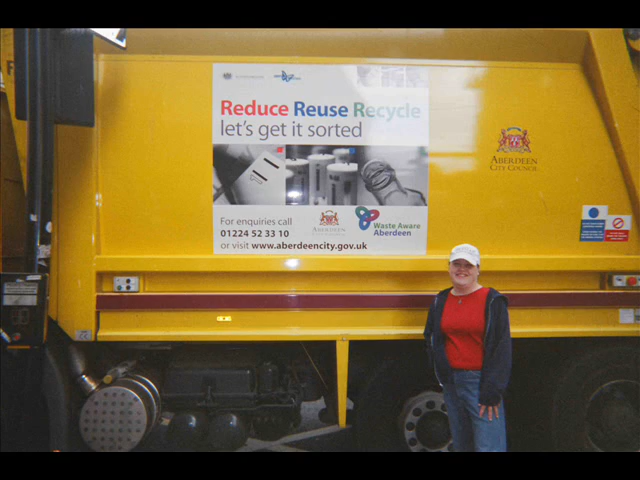 Reduce Reuse Recycle
let's get it sorted
For enquiries call
01224 52 33 10
or visit www.aberdeencity.gov.uk
ABERDEEN
Waste Aware
Aberdeen
ABERDEEN
CITY COUNCIL